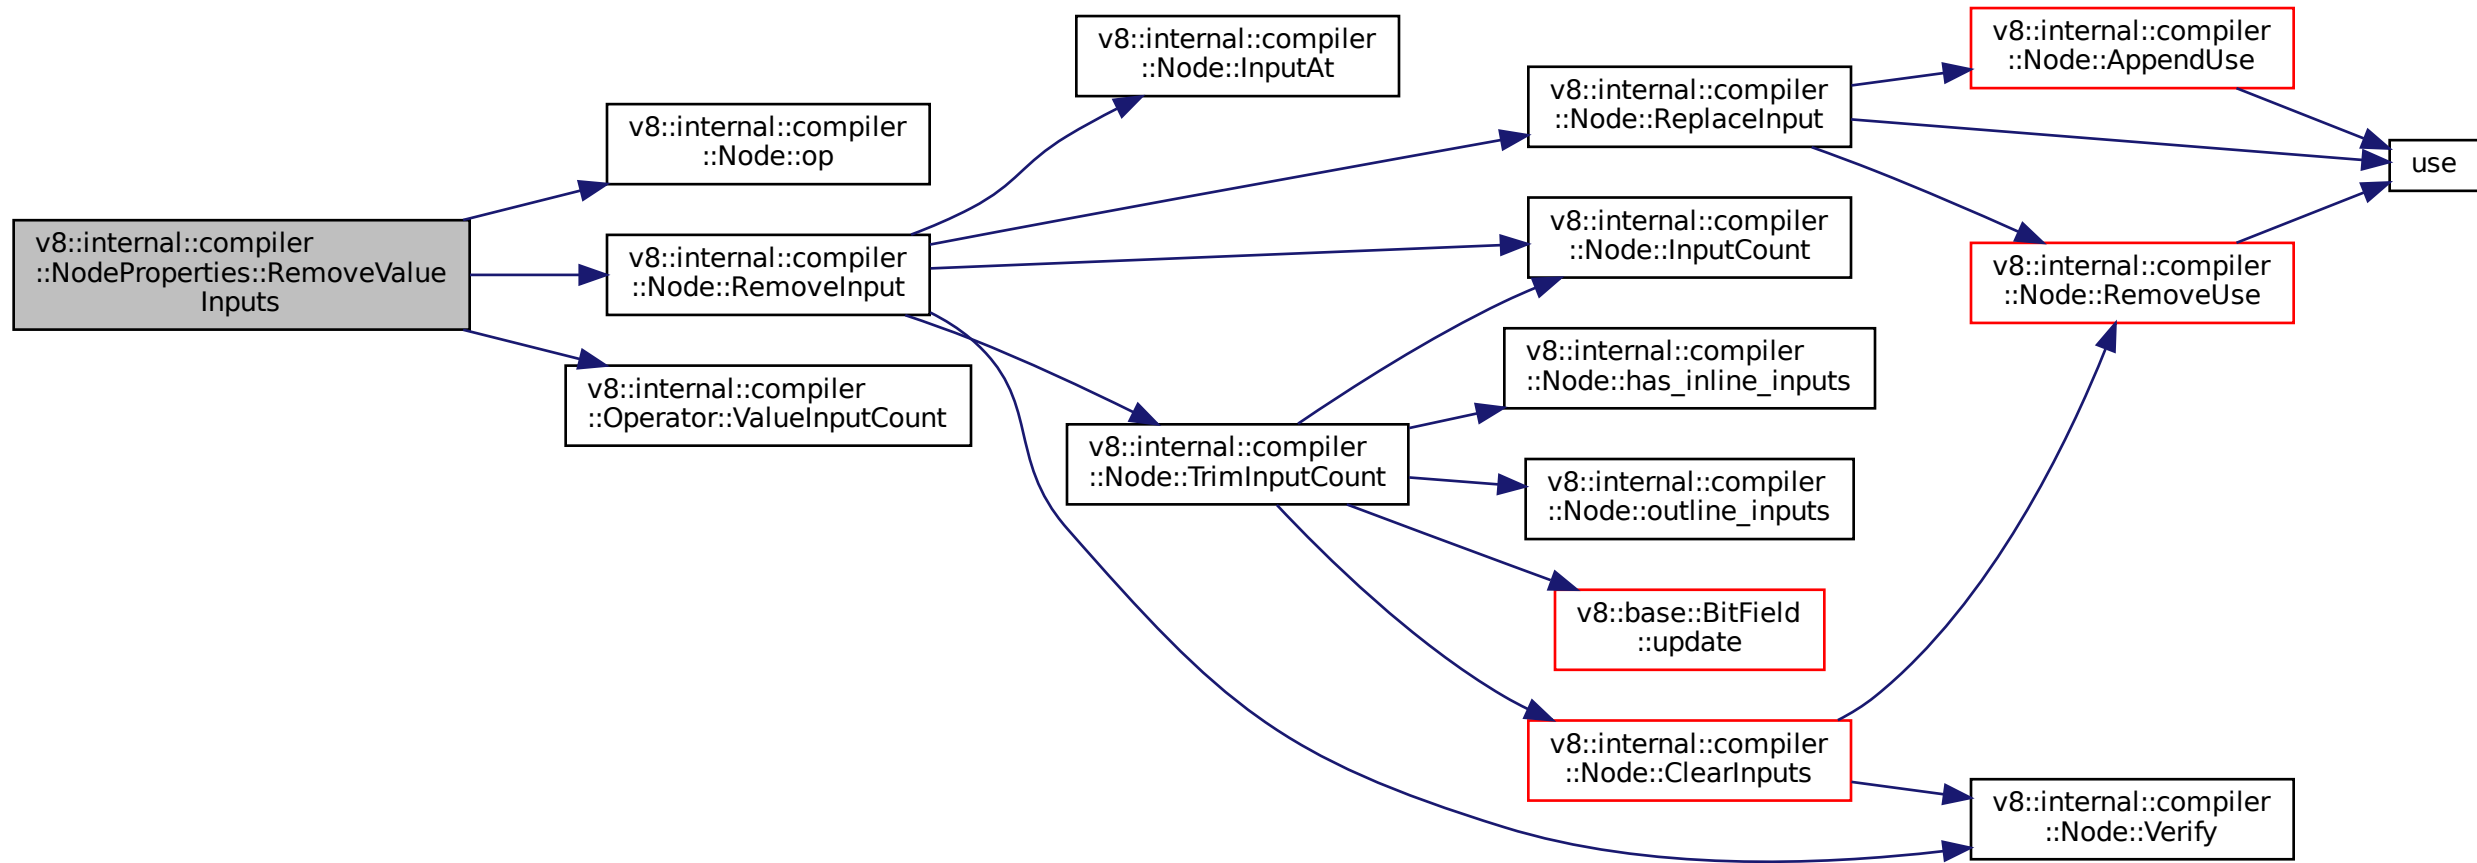 v8::internal::compiler
::NodeProperties::RemoveValue
Inputs
v8::internal::compiler
::Node::op
v8::internal::compiler
::Node::RemoveInput
v8::internal::compiler
::Operator::ValueInputCount
v8::internal::compiler
::Node::InputAt
v8::internal::compiler
::Node::TrimInputCount
v8::internal::compiler
::Node::ReplaceInput
v8::internal::compiler
::Node::InputCount
v8::internal::compiler
::Node::has_inline_inputs
v8::internal::compiler
::Node::outline_inputs
v8::base::BitField
::update
v8::internal::compiler
::Node::ClearInputs
v8::internal::compiler
::Node::AppendUse
v8::internal::compiler
::Node::RemoveUse
v8::internal::compiler
::Node::Verify
use